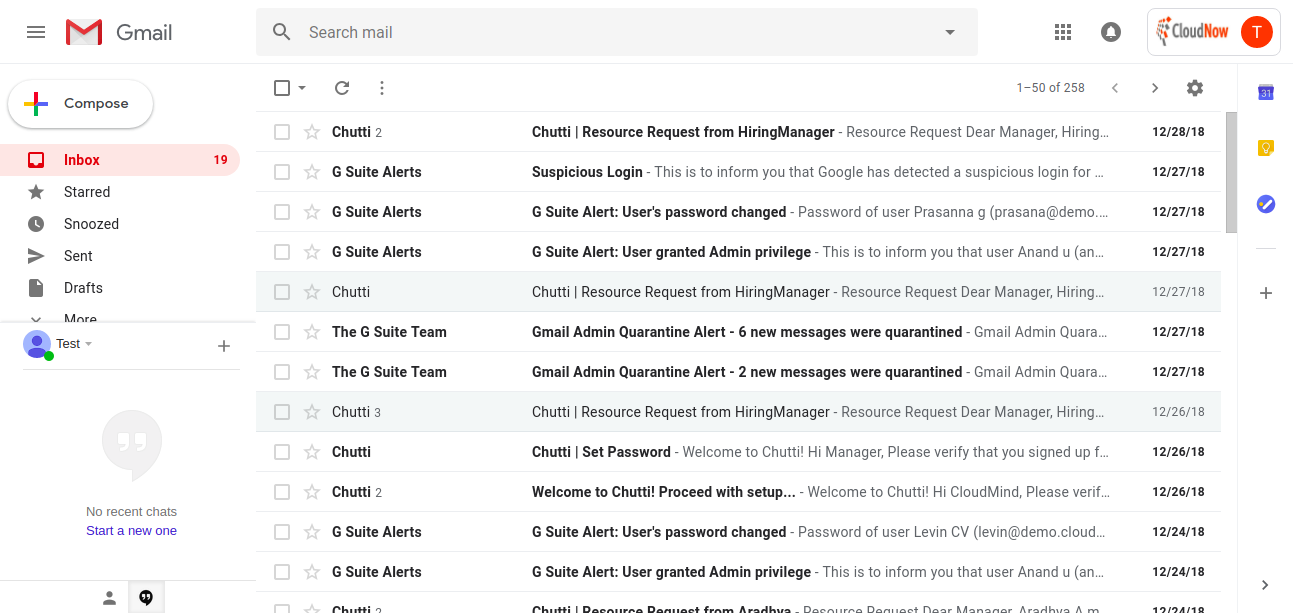 Gmail
Search mail
CloudNow
T
Compose
1–50 of 258
31
Inbox 19
Starred
Snoozed
Sent
Drafts
More
Test
No recent chats
Start a new one
Chutti 2 Chutti | Resource Request from HiringManager - Resource Request Dear Manager, Hiring… 12/28/18
G Suite Alerts Suspicious Login - This is to inform you that Google has detected a suspicious login for … 12/27/18
G Suite Alerts G Suite Alert: User's password changed - Password of user Prasanna g (prasana@demo.… 12/27/18
G Suite Alerts G Suite Alert: User granted Admin privilege - This is to inform you that user Anand u (an… 12/27/18
Chutti Chutti | Resource Request from HiringManager - Resource Request Dear Manager, Hiring… 12/27/18
The G Suite Team Gmail Admin Quarantine Alert - 6 new messages were quarantined - Gmail Admin Quara… 12/27/18
The G Suite Team Gmail Admin Quarantine Alert - 2 new messages were quarantined - Gmail Admin Quara… 12/27/18
Chutti 3 Chutti | Resource Request from HiringManager - Resource Request Dear Manager, Hiring… 12/26/18
Chutti Chutti | Set Password - Welcome to Chutti! Hi Manager, Please verify that you signed up f… 12/26/18
Chutti 2 Welcome to Chutti! Proceed with setup... - Welcome to Chutti! Hi CloudMind, Please verif… 12/26/18
G Suite Alerts G Suite Alert: User's password changed - Password of user Levin CV (levin@demo.cloud… 12/24/18
G Suite Alerts G Suite Alert: User granted Admin privilege - This is to inform you that user Anand u (an… 12/24/18
Chutti 2 Chutti | Resource Request from Aradhya - Resource Request Dear Manager, Aradhya A m… 12/24/18